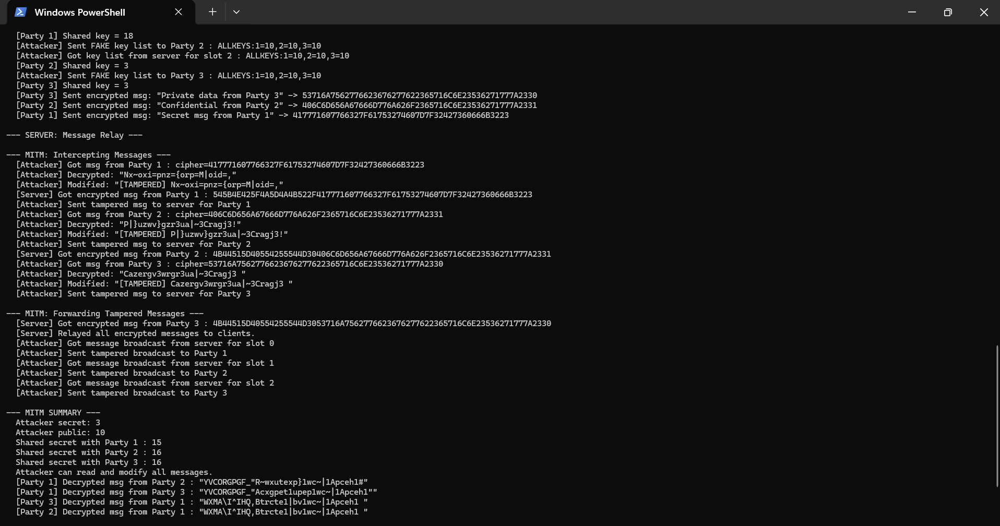 Windows PowerShell
[Party 1] Shared key = 18
[Attacker] Sent FAKE key list to Party 2 : ALLKEYS:1=10,2=10,3=10
[Attacker] Got key list from server for slot 2 : ALLKEYS:1=10,2=10,3=10
[Party 2] Shared key = 3
[Attacker] Sent FAKE key list to Party 3 : ALLKEYS:1=10,2=10,3=10
[Party 3] Shared key = 3
[Party 3] Sent encrypted msg: "Private data from Party 3" -> 53716A756277662367627762236571​6C6E23536271777A2330
[Party 2] Sent encrypted msg: "Confidential from Party 2" -> 406C6D656A67666D776A626F2365716C6E23536271777A2331
[Party 1] Sent encrypted msg: "Secret msg from Party 1" -> 417771607766327F61753274607D7F32427360666B3223
--- SERVER: Message Relay ---
--- MITM: Intercepting Messages ---
[Attacker] Got msg from Party 1 : cipher=417771607766327F61753274607D7F32427360666B3223
[Attacker] Decrypted: "Nx~oxi=pnz={orp=M|oid=,"
[Attacker] Modified: "[TAMPERED] Nx~oxi=pnz={orp=M|oid=,"
[Server] Got encrypted msg from Party 1 : 545B4E425F4A5D4A4B522F417771607766327F61753274607D7F32427360666B3223
[Attacker] Sent tampered msg to server for Party 1
[Attacker] Got msg from Party 2 : cipher=406C6D656A67666D776A626F2365716C6E23536271777A2331
[Attacker] Decrypted: "P|}uzwv}gzr3ua|~3Cragj3!"
[Attacker] Modified: "[TAMPERED] P|}uzwv}gzr3ua|~3Cragj3!"
[Attacker] Sent tampered msg to server for Party 2
[Server] Got encrypted msg from Party 2 : 4B44515D40554255544D30406C6D656A67666D776A626F2365716C6E23536271777A2331
[Attacker] Got msg from Party 3 : cipher=53716A75627766236762777622365716C6E23536271777A2330
[Attacker] Decrypted: "Cazergv3wrgr3ua|~3Cragj3 "
[Attacker] Modified: "[TAMPERED] Cazergv3wrgr3ua|~3Cragj3 "
[Attacker] Sent tampered msg to server for Party 3
--- MITM: Forwarding Tampered Messages ---
[Server] Got encrypted msg from Party 3 : 4B44515D40554255544D3053716A75627766236762777622365716C6E23536271777A2330
[Server] Relayed all encrypted messages to clients.
[Attacker] Got message broadcast from server for slot 0
[Attacker] Sent tampered broadcast to Party 1
[Attacker] Got message broadcast from server for slot 1
[Attacker] Sent tampered broadcast to Party 2
[Attacker] Got message broadcast from server for slot 2
[Attacker] Sent tampered broadcast to Party 3
--- MITM SUMMARY ---
Attacker secret: 3
Attacker public: 10
Shared secret with Party 1 : 15
Shared secret with Party 2 : 16
Shared secret with Party 3 : 16
Attacker can read and modify all messages.
[Party 1] Decrypted msg from Party 2 : "YVCORGPGF_"R~wxutexp}1wc~|1Apceh1#"
[Party 1] Decrypted msg from Party 3 : "YVCORGPGF_"Acxgpet1upep1wc~|1Apceh1""
[Party 3] Decrypted msg from Party 1 : "WXMA\I^IHQ,Btrcte1|bv1wc~|1Apceh1 "
[Party 2] Decrypted msg from Party 1 : "WXMA\I^IHQ,Btrcte1|bv1wc~|1Apceh1 "